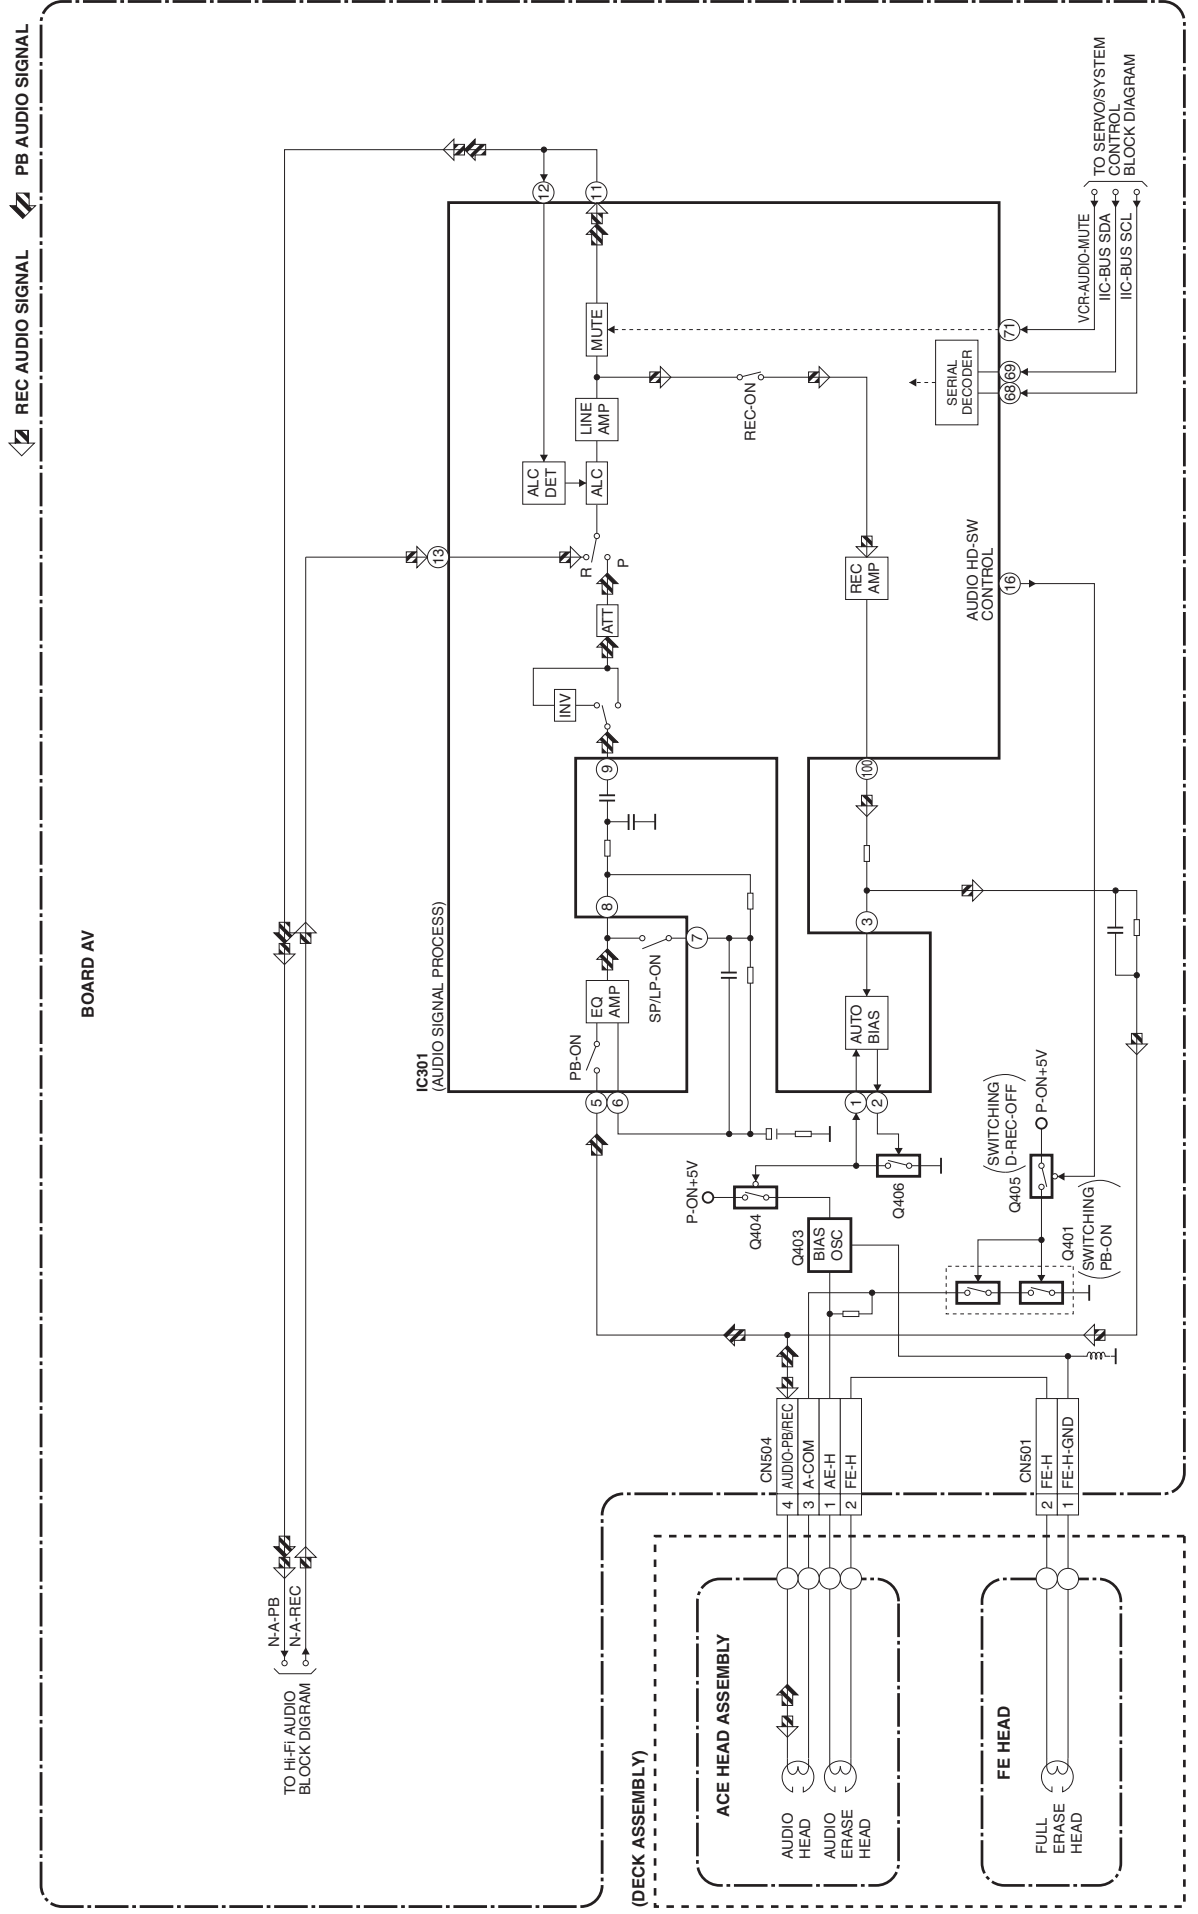 REC AUDIO SIGNAL
PB AUDIO SIGNAL
BOARD AV
TO Hi-Fi AUDIO
BLOCK DIGRAM
N-A-PB
N-A-REC
IC301
(AUDIO SIGNAL PROCESS)
13
12
11
ALC
DET
ALC
LINE
AMP
MUTE
R
P
ATT
INV
9
8
7
SP/LP-ON
EQ
AMP
PB-ON
5
6
REC-ON
REC
AMP
100
3
AUTO
BIAS
1
2
SERIAL
DECODER
AUDIO HD-SW
CONTROL
16
68
69
71
VCR-AUDIO-MUTE
IIC-BUS SDA
IIC-BUS SCL
TO SERVO/SYSTEM
CONTROL
BLOCK DIAGRAM
P-ON+5V
Q404
Q403
BIAS
OSC
Q406
SWITCHING
D-REC-OFF
Q405
P-ON+5V
Q401
SWITCHING
PB-ON
CN504
4 AUDIO-PB/REC
3 A-COM
1 AE-H
2 FE-H
CN501
2 FE-H
1 FE-H-GND
(DECK ASSEMBLY)
ACE HEAD ASSEMBLY
AUDIO
HEAD
AUDIO
ERASE
HEAD
FE HEAD
FULL
ERASE
HEAD